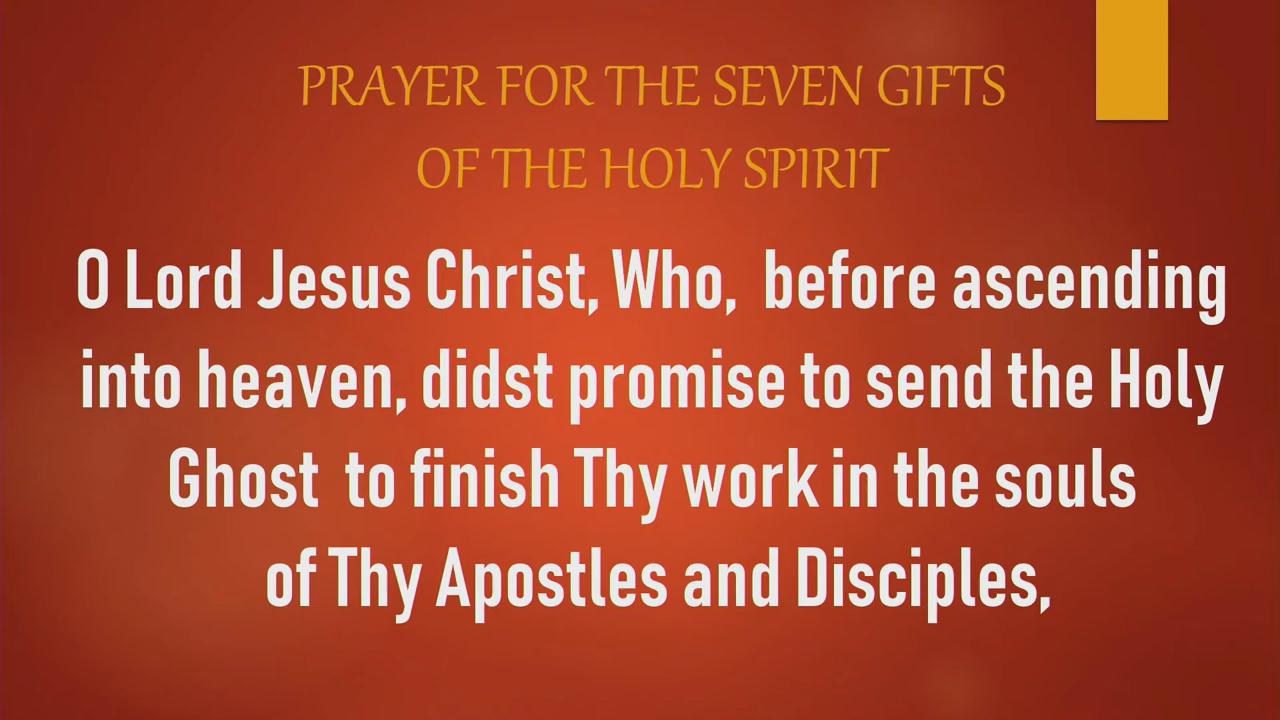 PRAYER FOR THE SEVEN GIFTS
OF THE HOLY SPIRIT
O Lord Jesus Christ, Who, before ascending
into heaven, didst promise to send the Holy
Ghost to finish Thy work in the souls
of Thy Apostles and Disciples,